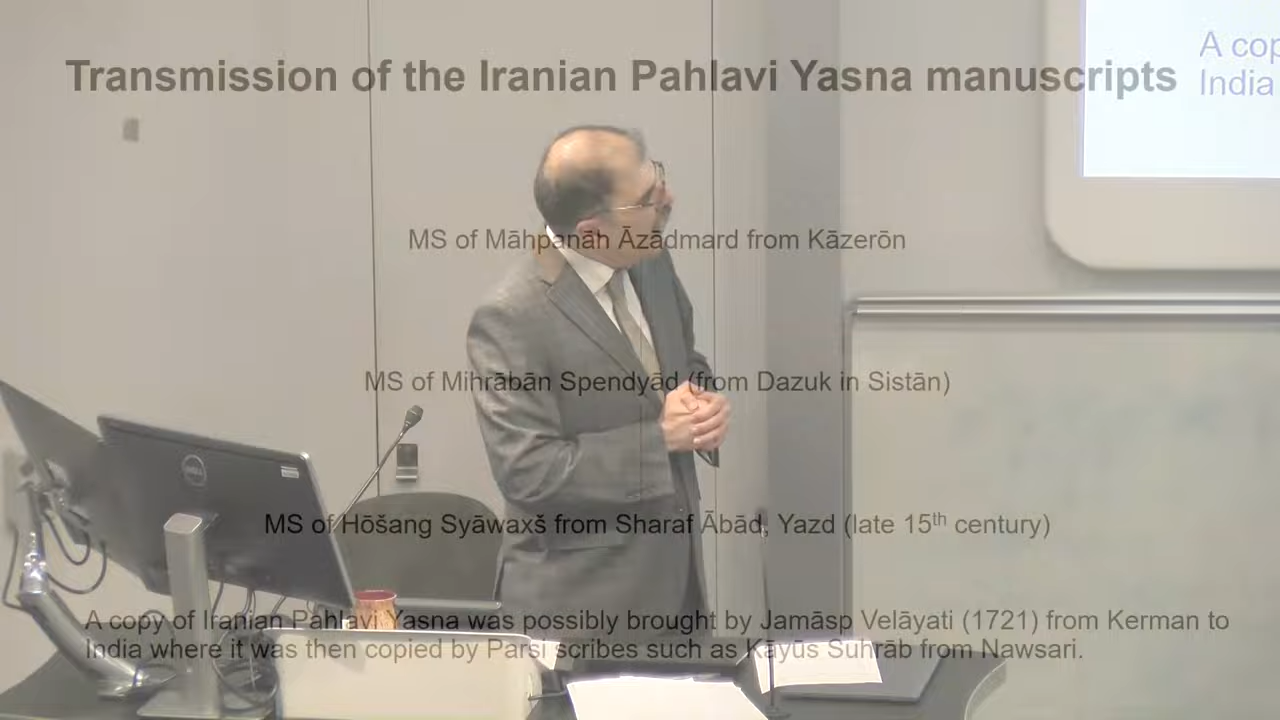 Transmission of the Iranian Pahlavi Yasna manuscripts
A cop
India
MS of Māhpanāh Āzādmard from Kāzerōn
MS of Mihrābān Spendyād (from Dazuk in Sistān)
DELL
MS of Hōšang Syāwaxš from Sharaf Ābād, Yazd (late 15th century)
A copy of Iranian Pahlavi Yasna was possibly brought by Jamāsp Velāyati (1721) from Kerman to
India where it was then copied by Parsi scribes such as Kāyūs Suhrāb from Nawsari.